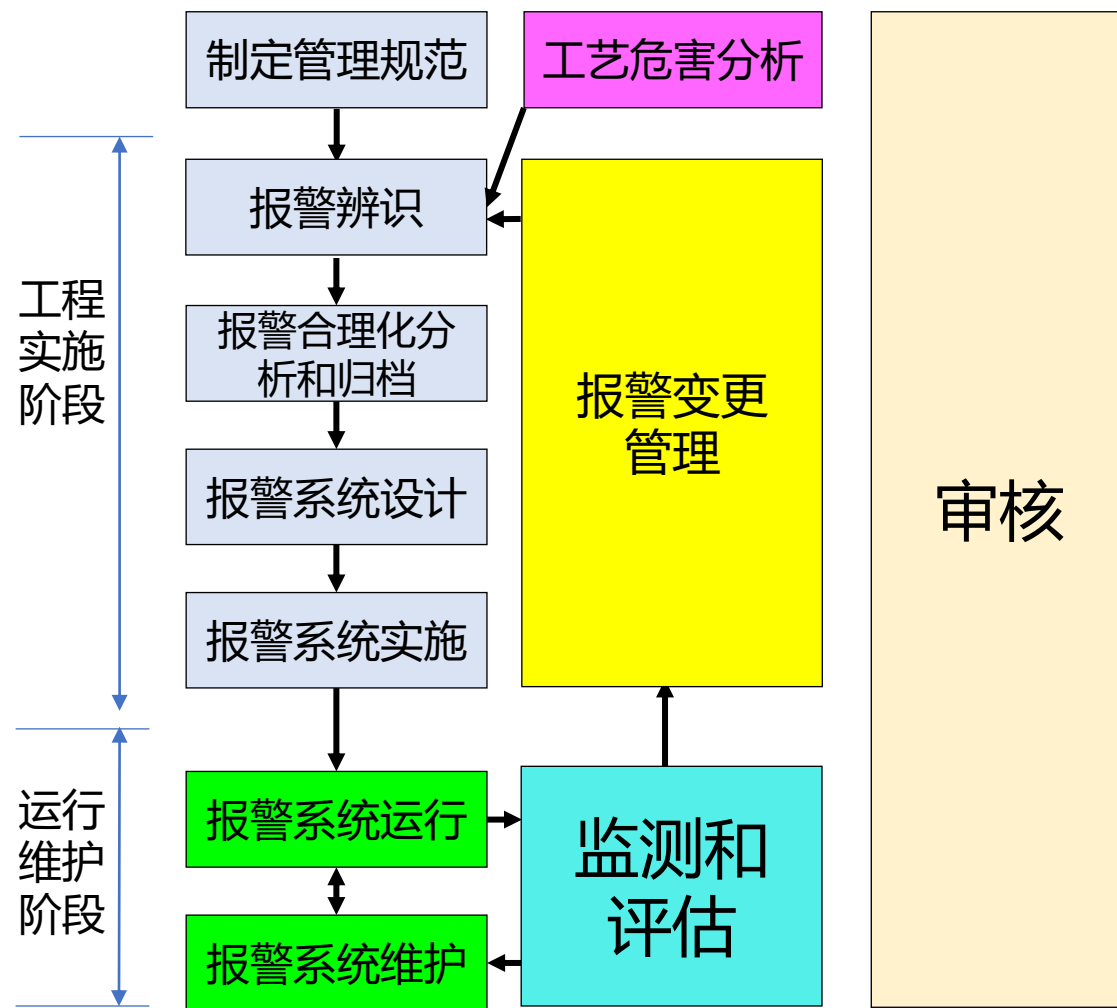 制定管理规范
工艺危害分析
报警辨识
报警合理化分
析和归档
报警系统设计
报警系统实施
报警变更
管理
审核
工程
实施
阶段
报警系统运行
报警系统维护
监测和
评估
运行
维护
阶段